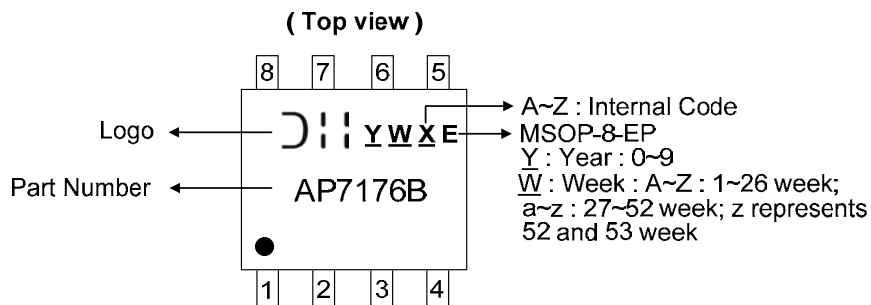 ( Top view )
8 7 6 5
Logo
Y W X E
A~Z : Internal Code
MSOP-8-EP
Y : Year : 0~9
W : Week : A~Z : 1~26 week;
a~z : 27~52 week; z represents
52 and 53 week
Part Number
AP7176B
1 2 3 4